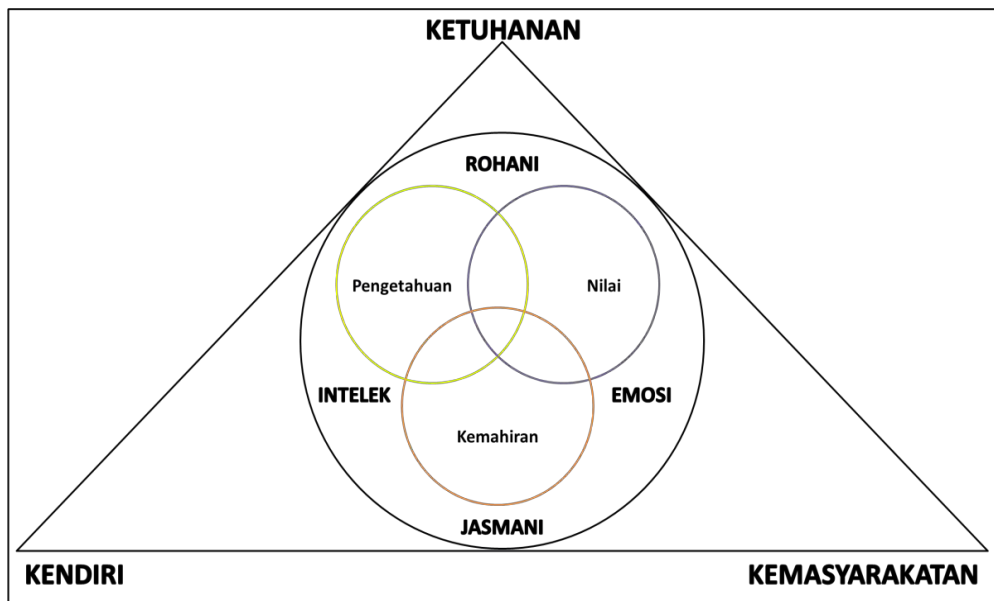 KETUHANAN
ROHANI
Pengetahuan
Nilai
INTELEK
EMOSI
Kemahiran
JASMANI
KENDIRI
KEMASYARAKATAN